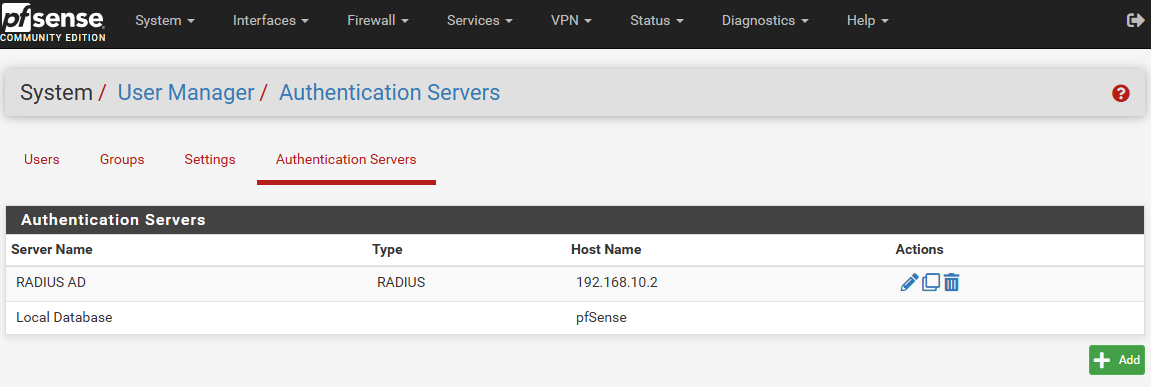 pfsense System Interfaces Firewall Services VPN Status Diagnostics Help
COMMUNITY EDITION
System / User Manager / Authentication Servers ?
Users Groups Settings Authentication Servers
Authentication Servers
Server Name Type Host Name Actions
RADIUS AD RADIUS 192.168.10.2
Local Database pfSense
Add